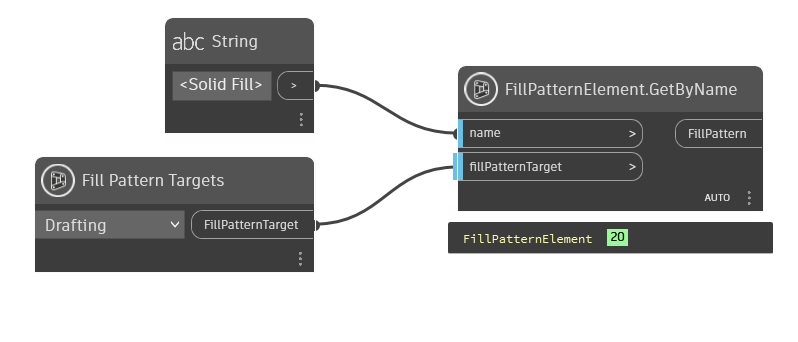 abc String
<Solid Fill>
>
Fill Pattern Targets
Drafting
FillPatternTarget
FillPatternElement.GetByName
name >
FillPattern
fillPatternTarget >
AUTO
FillPatternElement 20